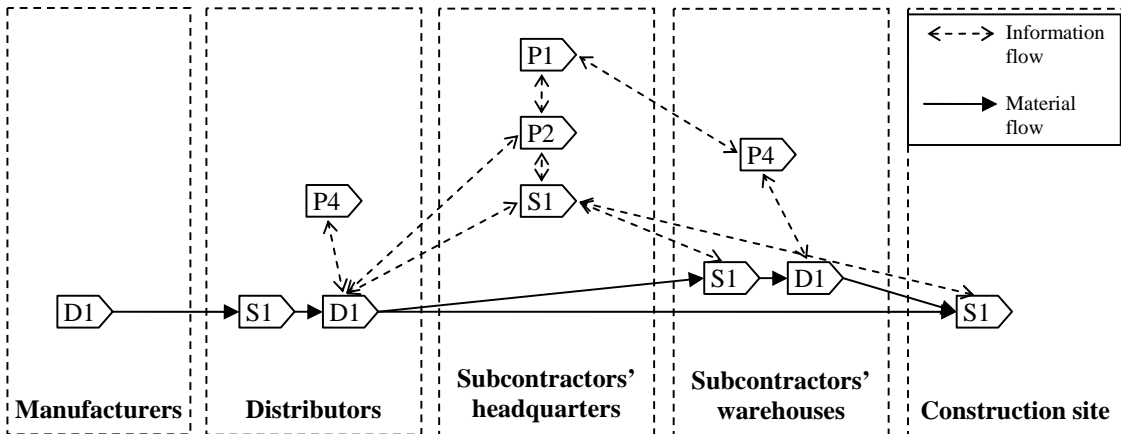 P1
Information
flow
Material
flow
P2
P4
P4
S1
S1
D1
D1
S1
D1
S1
Manufacturers
Distributors
Subcontractors’
headquarters
Subcontractors’
warehouses
Construction site